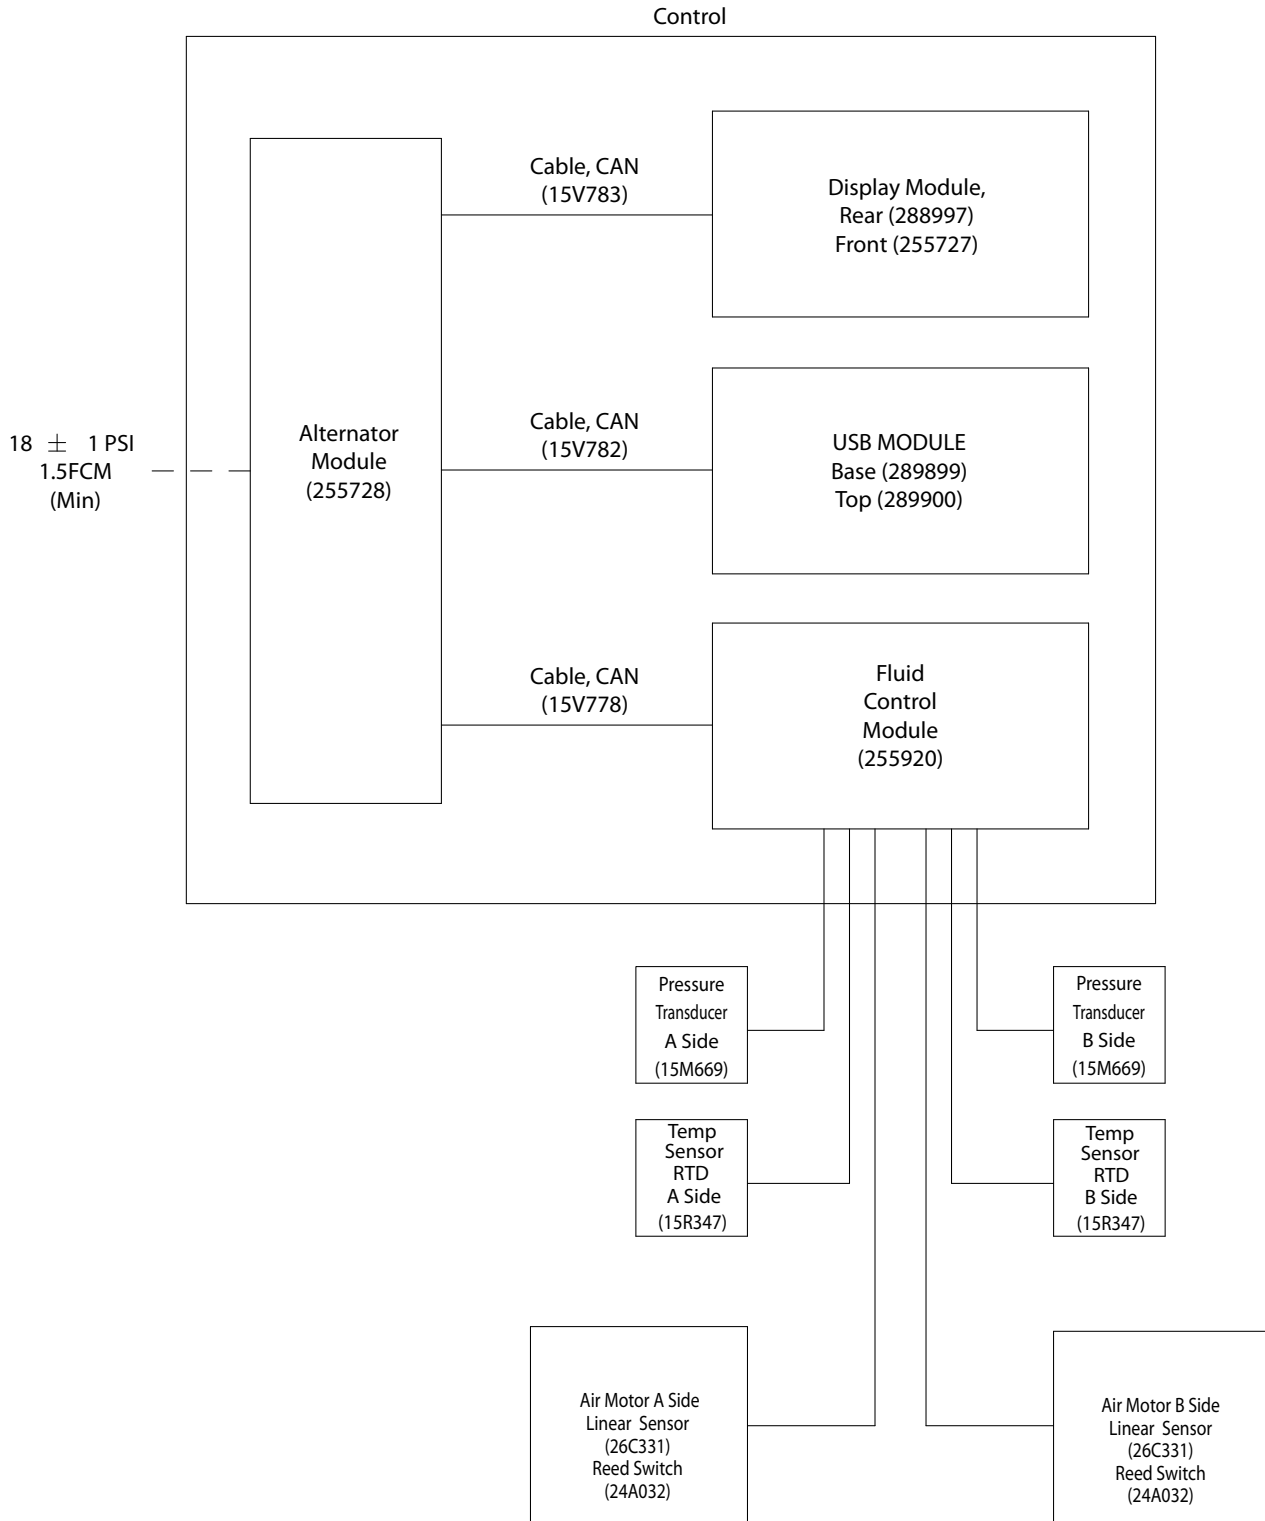 Control
Cable, CAN
(15V783)
Display Module,
Rear (288997)
Front (255727)
18 ± 1 PSI
1.5FCM
(Min)
Alternator
Module
(255728)
Cable, CAN
(15V782)
USB MODULE
Base (289899)
Top (289900)
Cable, CAN
(15V778)
Fluid
Control
Module
(255920)
Pressure
Transducer
A Side
(15M669)
Pressure
Transducer
B Side
(15M669)
Temp
Sensor
RTD
A Side
(15R347)
Temp
Sensor
RTD
B Side
(15R347)
Air Motor A Side
Linear Sensor
(26C331)
Reed Switch
(24A032)
Air Motor B Side
Linear Sensor
(26C331)
Reed Switch
(24A032)